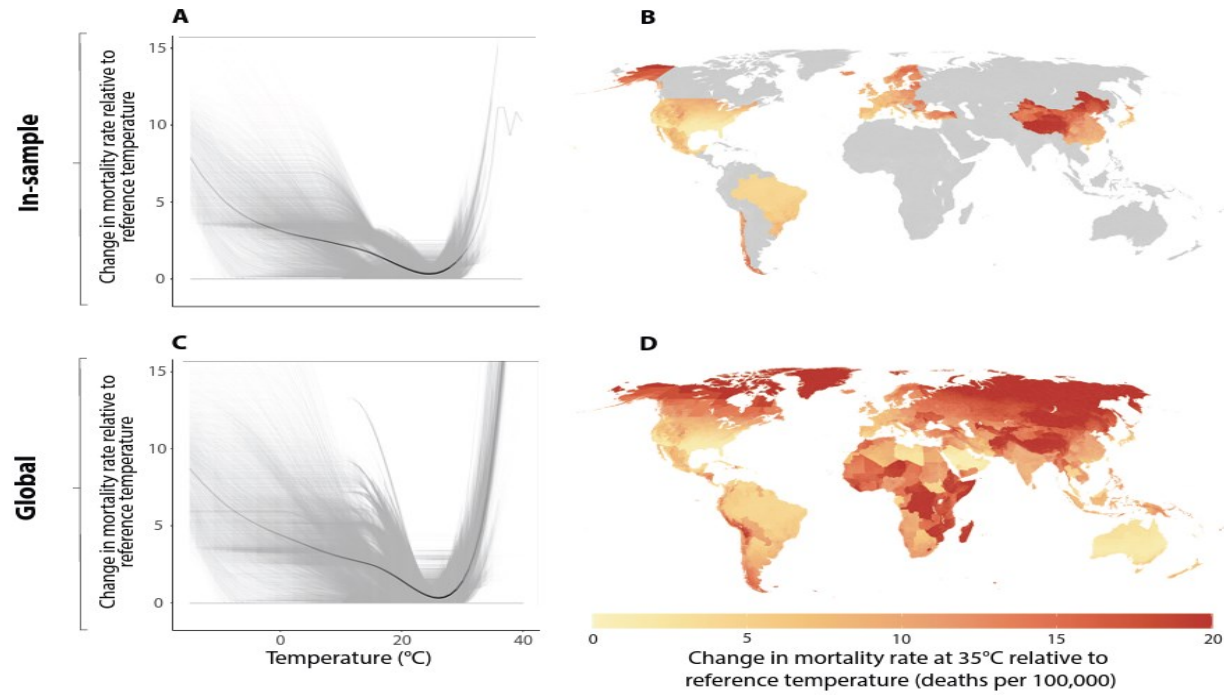 A
B
In-sample
Change in mortality rate relative to
reference temperature
15
10
5
0
C
D
Global
Change in mortality rate relative to
reference temperature
15
10
5
0
0
20
40
Temperature (°C)
0
5
10
15
20
Change in mortality rate at 35°C relative to
reference temperature (deaths per 100,000)